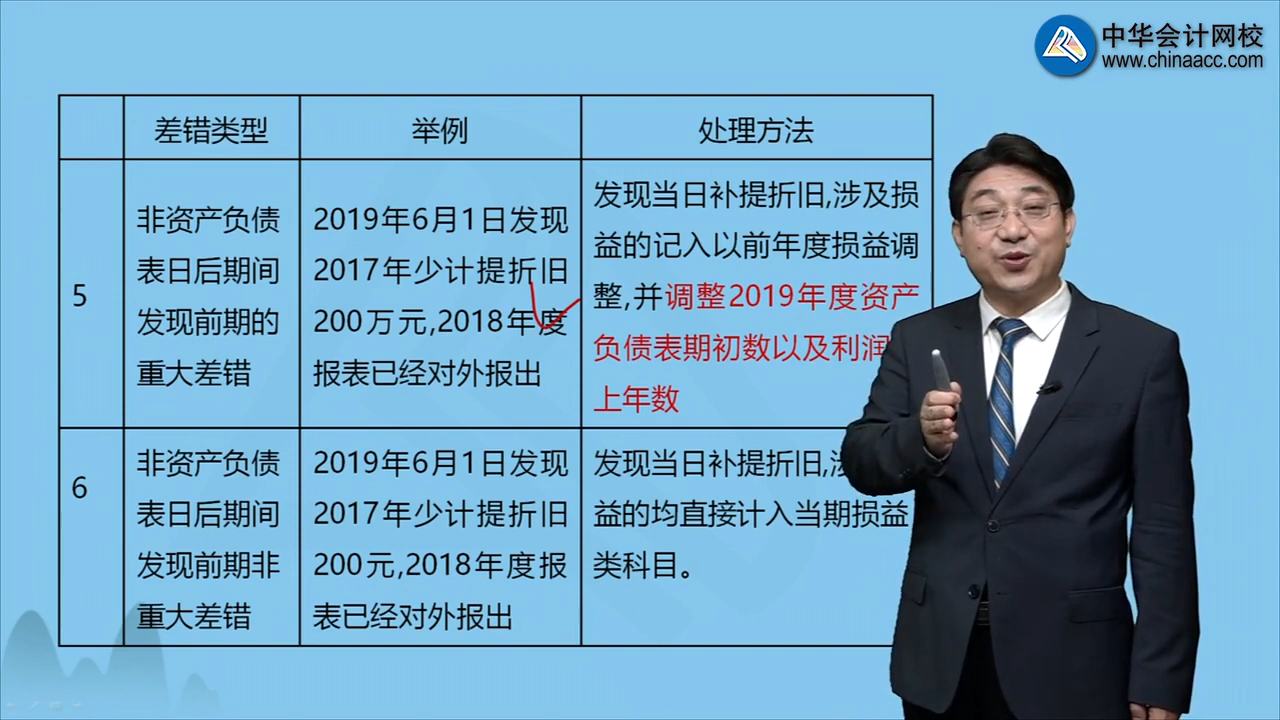 中华会计网校
www.chinaacc.com
差错类型
举例
处理方法
5
非资产负债
表日后期间
发现前期的
重大差错
2019年6月1日发现
2017年少计提折旧
200万元,2018年度
报表已经对外报出
发现当日补提折旧,涉及损
益的记入以前年度损益调
整,并调整2019年度资产
负债表期初数以及利润
上年数
6
非资产负债
表日后期间
发现前期非
重大差错
2019年6月1日发现
2017年少计提折旧
200元,2018年度报
表已经对外报出
发现当日补提折旧,
益的均直接计入当期损益
类科目。